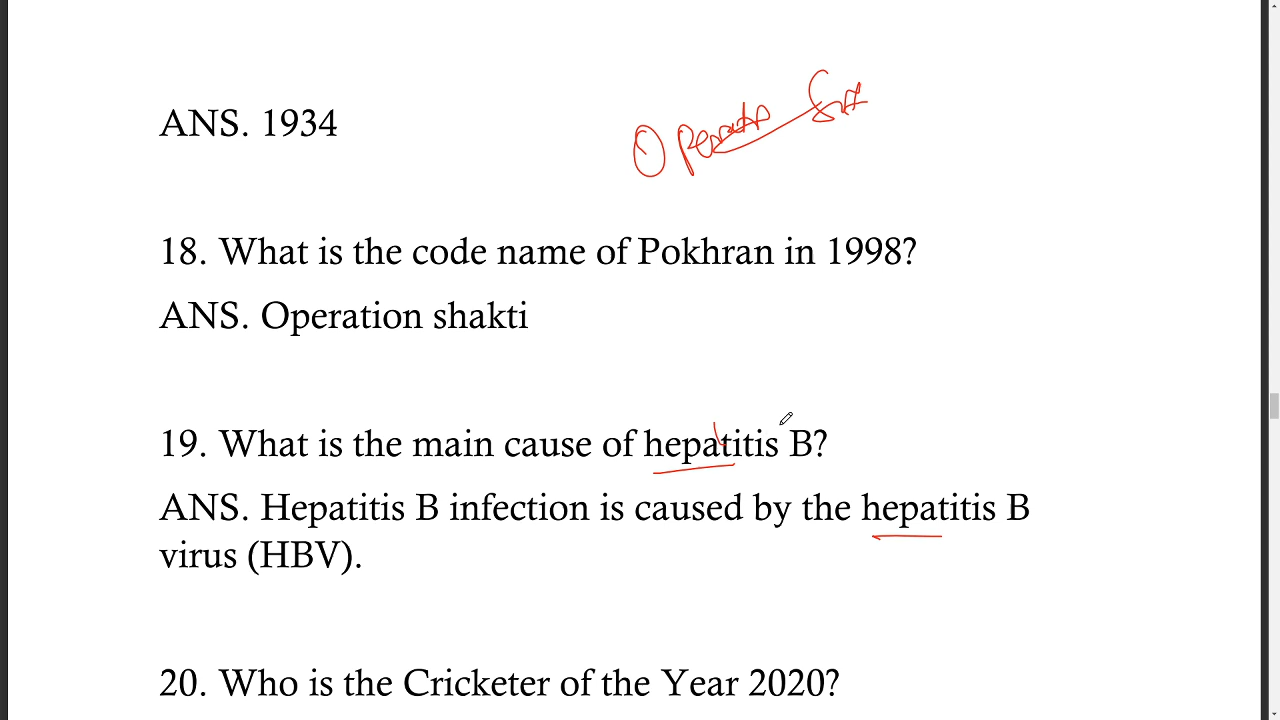 ANS. 1934
18. What is the code name of Pokhran in 1998?
ANS. Operation shakti
19. What is the main cause of hepatitis B?
ANS. Hepatitis B infection is caused by the hepatitis B
virus (HBV).
20. Who is the Cricketer of the Year 2020?